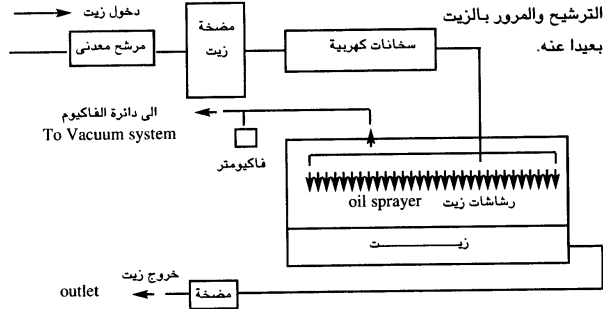 الترشيح والمرور بالزيت
بعيدا عنه.
دخول زيت
مرشح معدنى
مضخة
زيت
سخانات كهربية
الى دائرة الفاكيوم
To Vacuum system
فاكيومتر
رشاشات زيت oil sprayer
زيــــــــــــــت
خروج زيت
outlet
مضخة